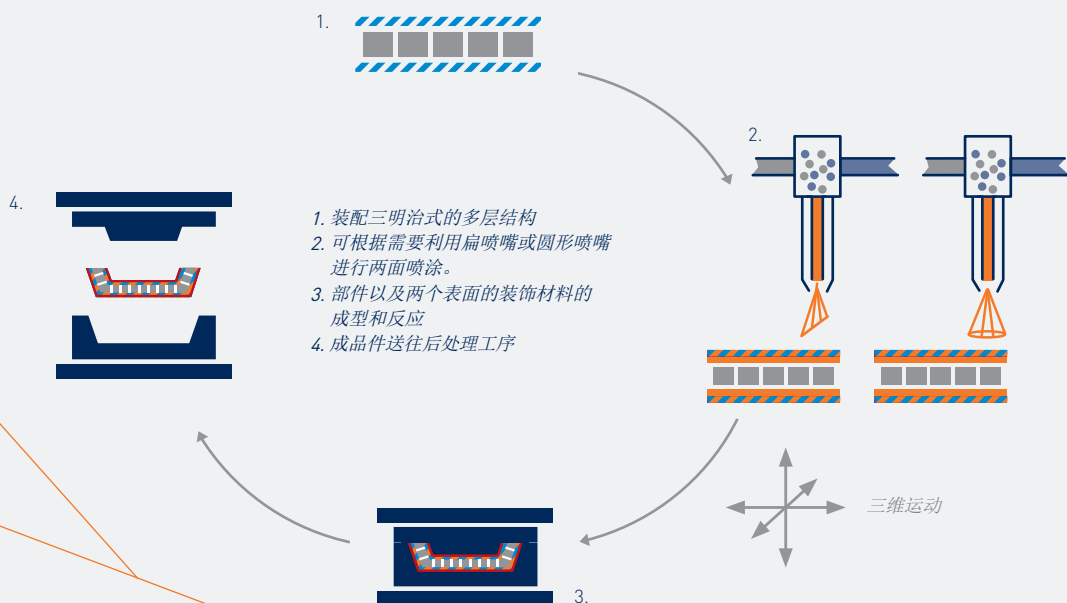 1.
2.
4.
1. 装配三明治式的多层结构
2. 可根据需要利用扁喷嘴或圆形喷嘴
进行两面喷涂。
3. 部件以及两个表面的装饰材料的
成型和反应
4. 成品件送往后处理工序
三维运动
3.